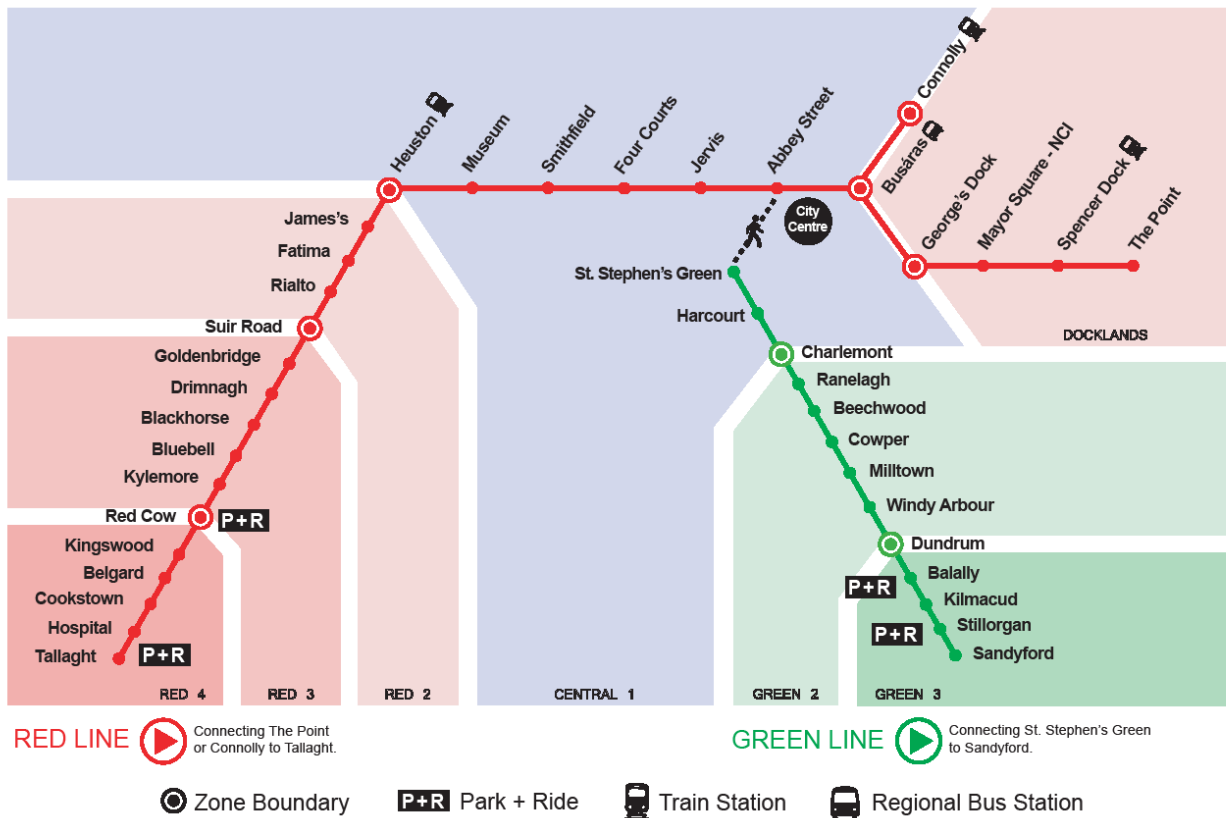 Connolly
Heuston
Museum
Smithfield
Four Courts
Jervis
Abbey Street
Busáras
George's Dock
Mayor Square - NCI
Spencer Dock
The Point
City
Centre
James's
Fatima
Rialto
Suir Road
Goldenbridge
Drimnagh
Blackhorse
Bluebell
Kylemore
Red Cow
P+R
Kingswood
Belgard
Cookstown
Hospital
Tallaght
P+R
St. Stephen's Green
Harcourt
Charlemont
Ranelagh
Beechwood
Cowper
Milltown
Windy Arbour
Dundrum
Balally
P+R
Kilmacud
Stillorgan
P+R
Sandyford
DOCKLANDS
RED 4
RED 3
RED 2
CENTRAL 1
GREEN 2
GREEN 3
RED LINE
Connecting The Point
or Connolly to Tallaght.
GREEN LINE
Connecting St. Stephen's Green
to Sandyford.
Zone Boundary
P+R Park + Ride
Train Station
Regional Bus Station